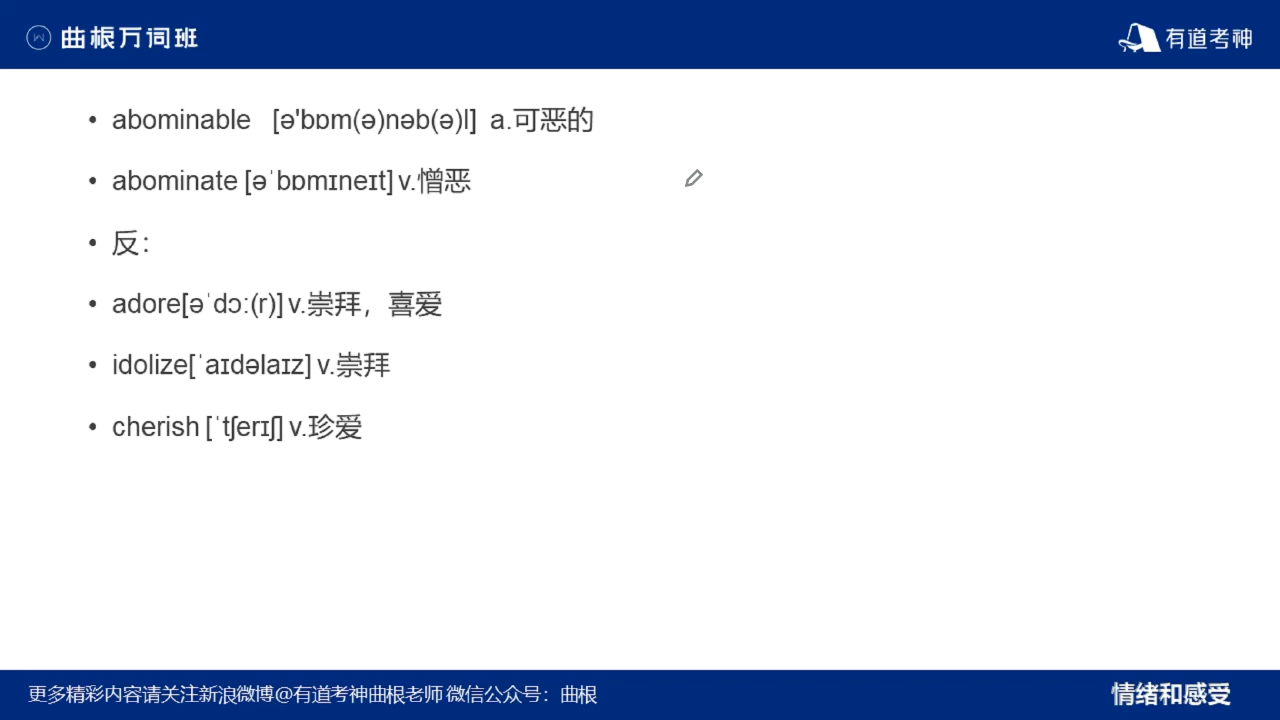 曲根万词班
有道考神
• abominable [ə'bɒm(ə)nəb(ə)l] a.可恶的
• abominate [əˈbɒmɪneɪt] v.憎恶
• 反：
• adore[əˈdɔː(r)] v.崇拜，喜爱
• idolize[ˈaɪdəlaɪz] v.崇拜
• cherish [ˈtʃerɪʃ] v.珍爱
更多精彩内容请关注新浪微博@有道考神曲根老师 微信公众号：曲根
情绪和感受